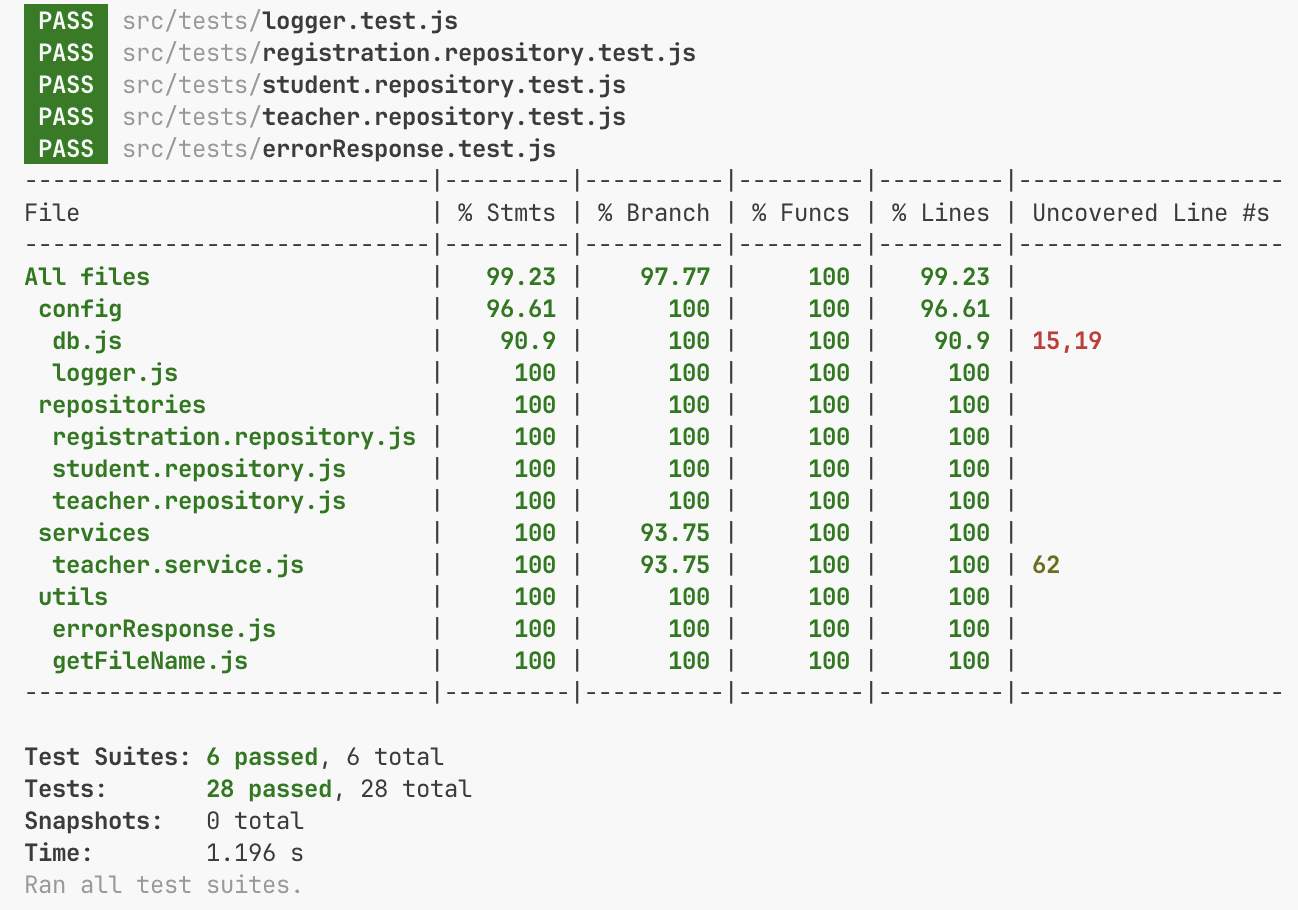 PASS src/tests/logger.test.js
PASS src/tests/registration.repository.test.js
PASS src/tests/student.repository.test.js
PASS src/tests/teacher.repository.test.js
PASS src/tests/errorResponse.test.js
-----------------------------|---------|----------|---------|---------|-------------------
File                         | % Stmts | % Branch | % Funcs | % Lines | Uncovered Line #s
-----------------------------|---------|----------|---------|---------|-------------------
All files                    |   99.23 |    97.77 |     100 |   99.23 |
 config                      |   96.61 |      100 |     100 |   96.61 |
  db.js                      |    90.9 |      100 |     100 |    90.9 | 15,19
  logger.js                  |     100 |      100 |     100 |     100 |
 repositories                |     100 |      100 |     100 |     100 |
  registration.repository.js |     100 |      100 |     100 |     100 |
  student.repository.js      |     100 |      100 |     100 |     100 |
  teacher.repository.js      |     100 |      100 |     100 |     100 |
 services                    |     100 |    93.75 |     100 |     100 |
  teacher.service.js         |     100 |    93.75 |     100 |     100 | 62
 utils                       |     100 |      100 |     100 |     100 |
  errorResponse.js           |     100 |      100 |     100 |     100 |
  getFileName.js             |     100 |      100 |     100 |     100 |
-----------------------------|---------|----------|---------|---------|-------------------
Test Suites: 6 passed, 6 total
Tests:       28 passed, 28 total
Snapshots:   0 total
Time:        1.196 s
Ran all test suites.